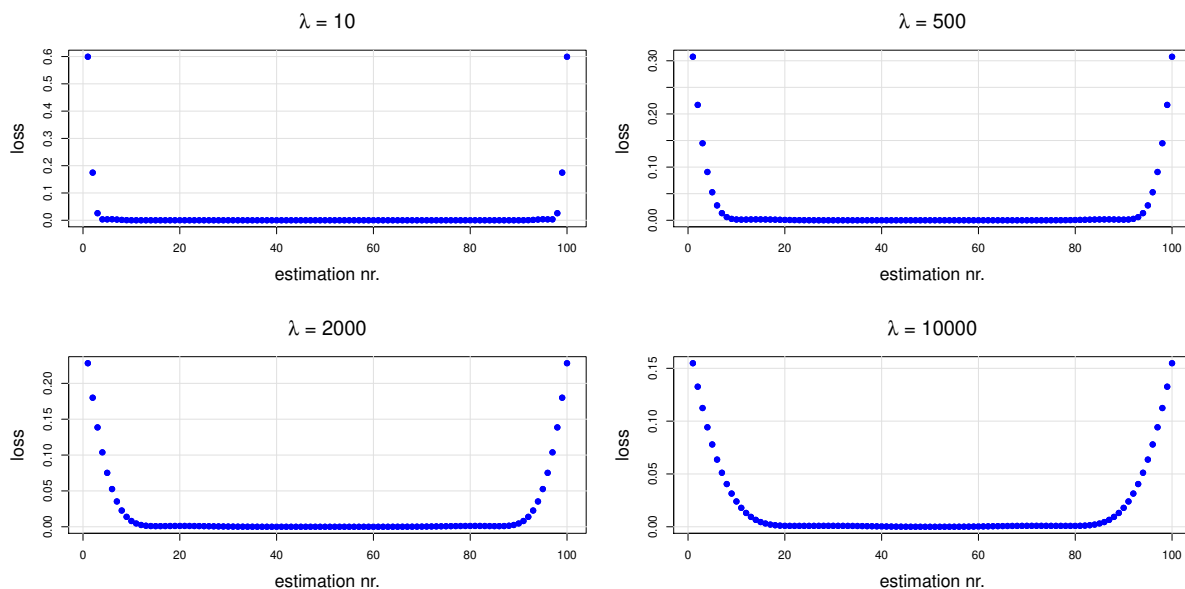 λ = 10
loss
0.0 0.1 0.2 0.3 0.4 0.5 0.6
0 20 40 60 80 100
estimation nr.
λ = 500
loss
0.00 0.10 0.20 0.30
0 20 40 60 80 100
estimation nr.
λ = 2000
loss
0.00 0.05 0.10 0.15 0.20
0 20 40 60 80 100
estimation nr.
λ = 10000
loss
0.00 0.05 0.10 0.15
0 20 40 60 80 100
estimation nr.